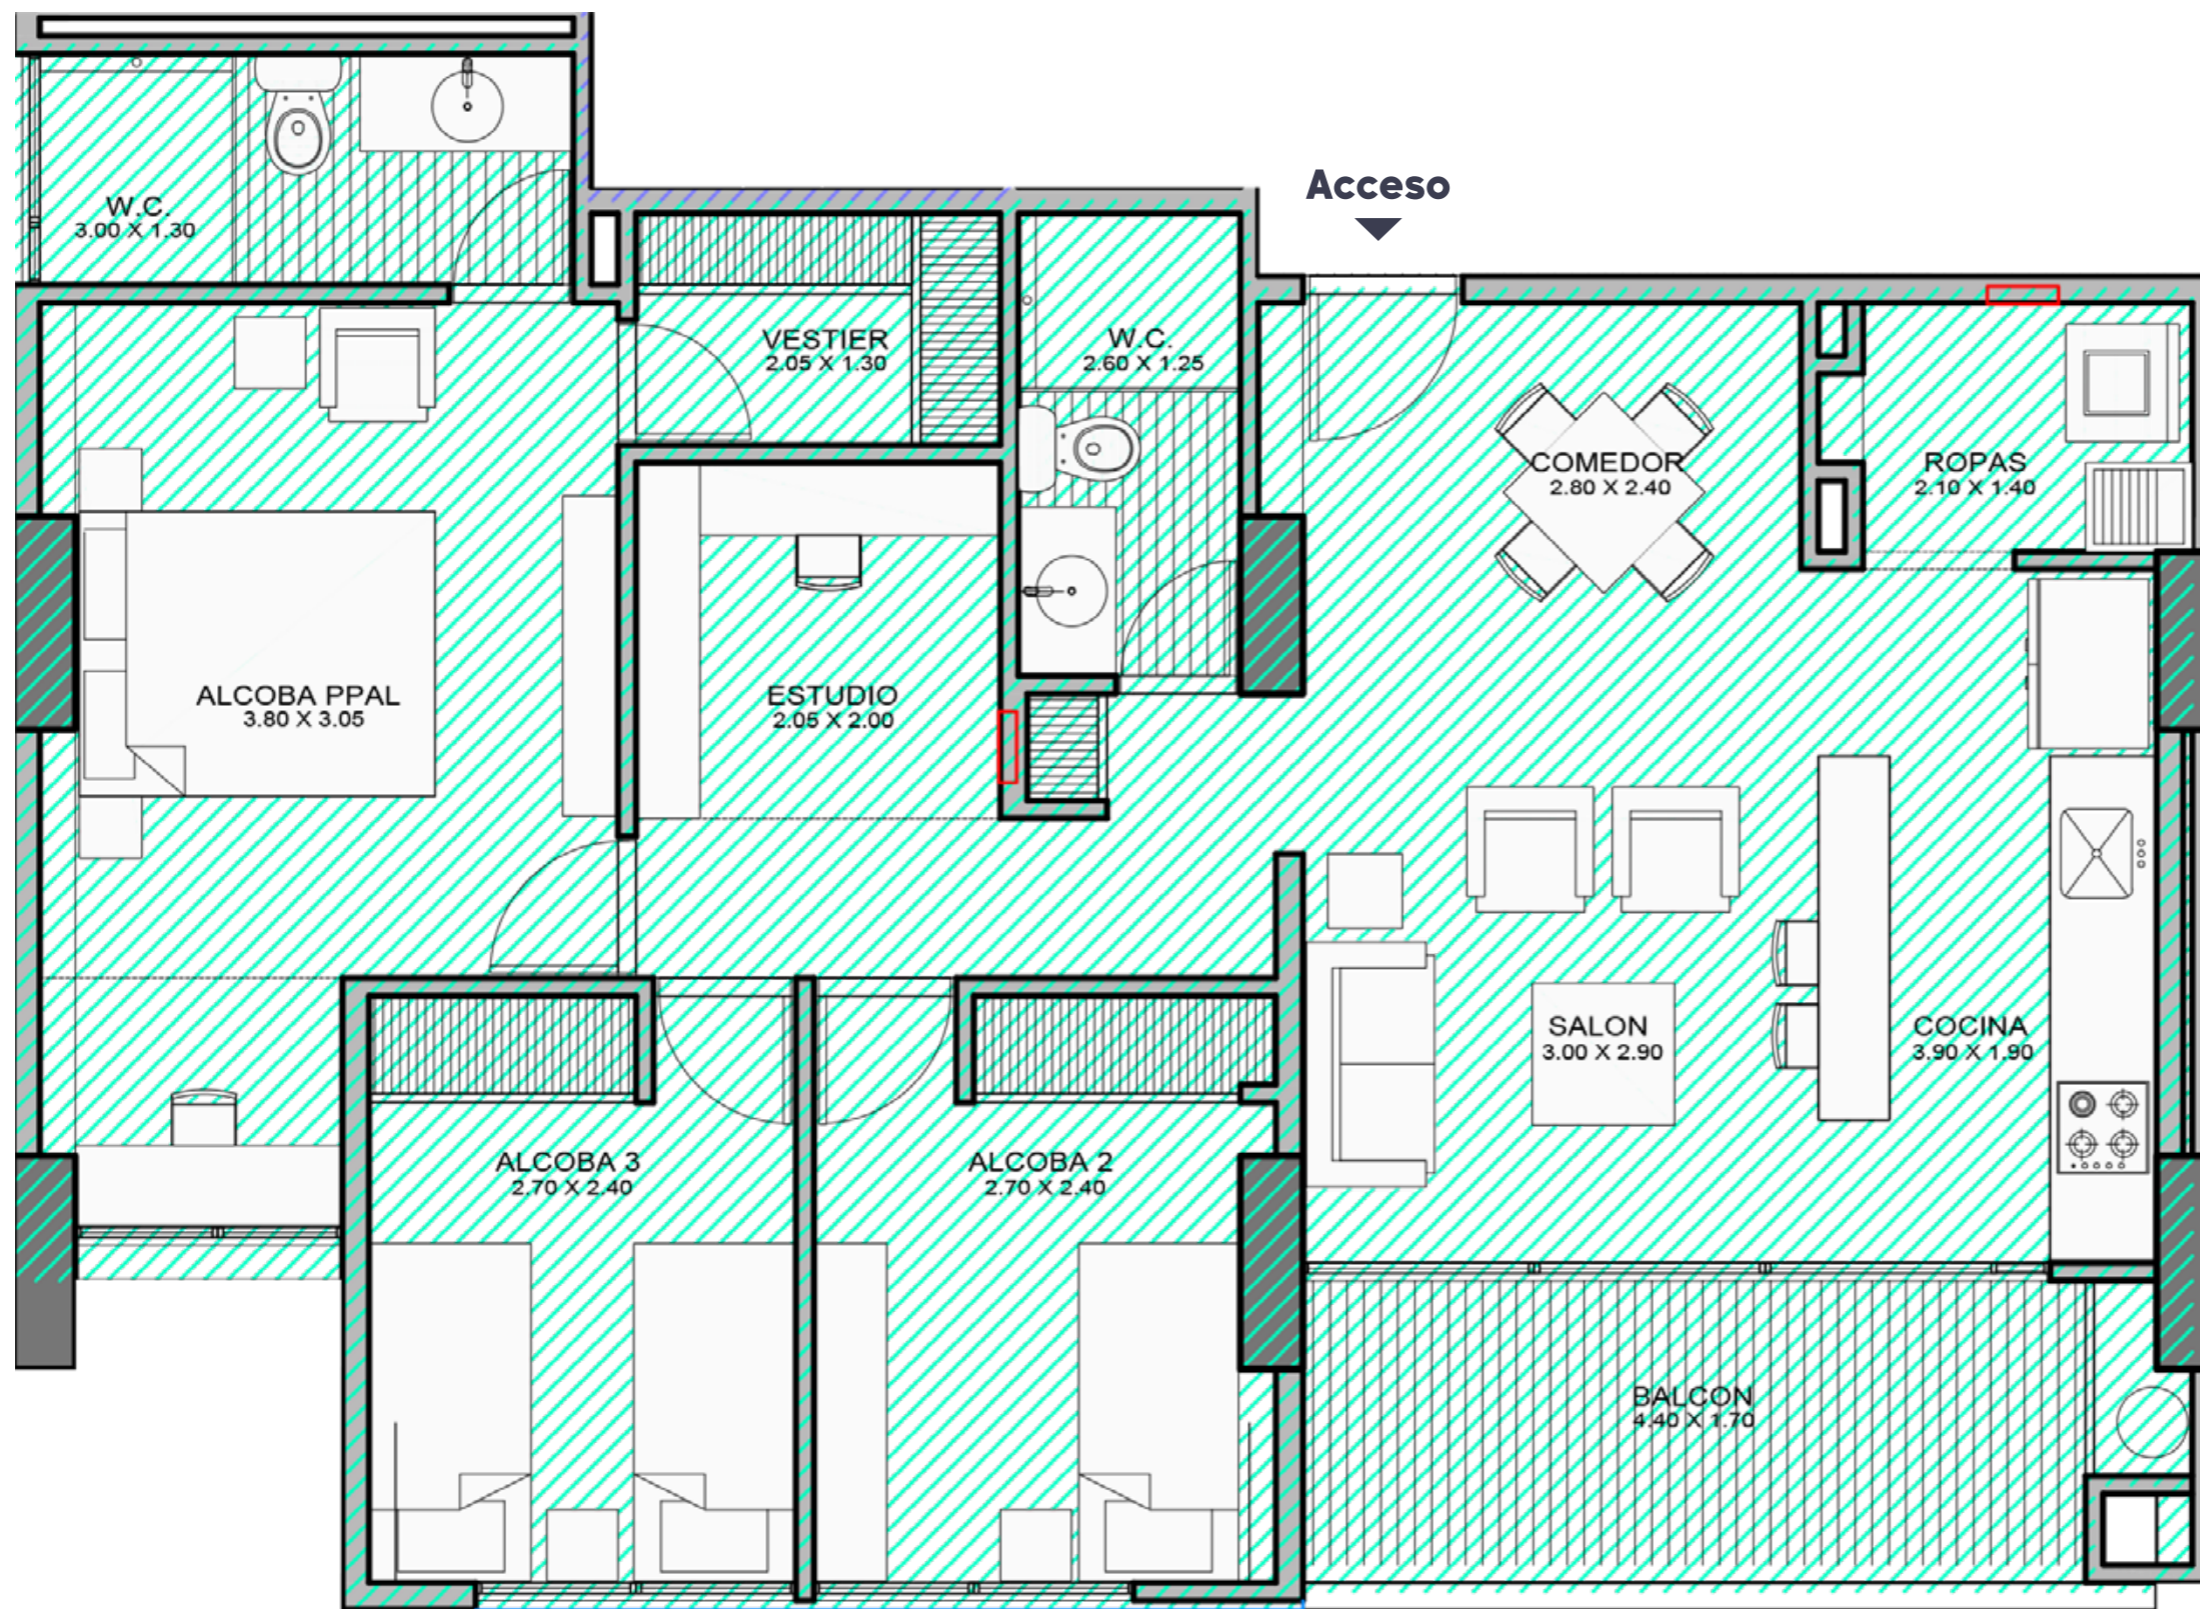 Acceso
W.C.
3.00 X 1.30
VESTIER
2.05 X 1.30
W.C.
2.60 X 1.25
COMEDOR
2.80 X 2.40
ROPAS
2.10 X 1.40
ALCOBA PPAL
3.80 X 3.05
ESTUDIO
2.05 X 2.00
SALON
3.00 X 2.90
COCINA
3.90 X 1.90
ALCOBA 3
2.70 X 2.40
ALCOBA 2
2.70 X 2.40
BALCON
4.40 X 1.70